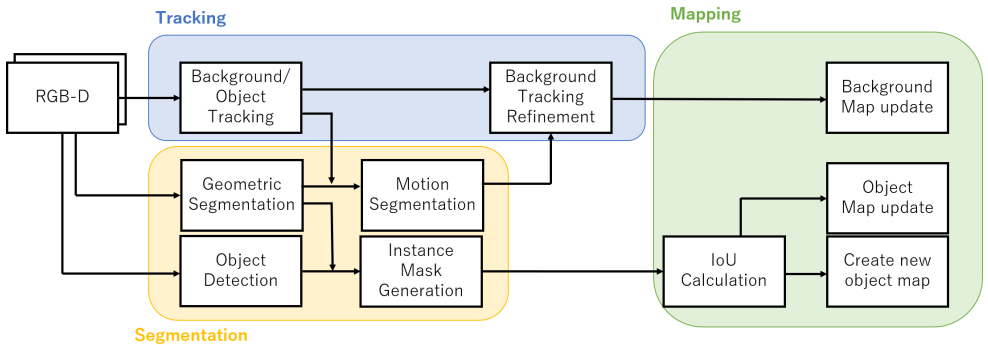 Tracking
Mapping
RGB-D
Background/
Object
Tracking
Background
Tracking
Refinement
Background
Map update
Geometric
Segmentation
Motion
Segmentation
Object
Map update
Object
Detection
Instance
Mask
Generation
IoU
Calculation
Create new
object map
Segmentation